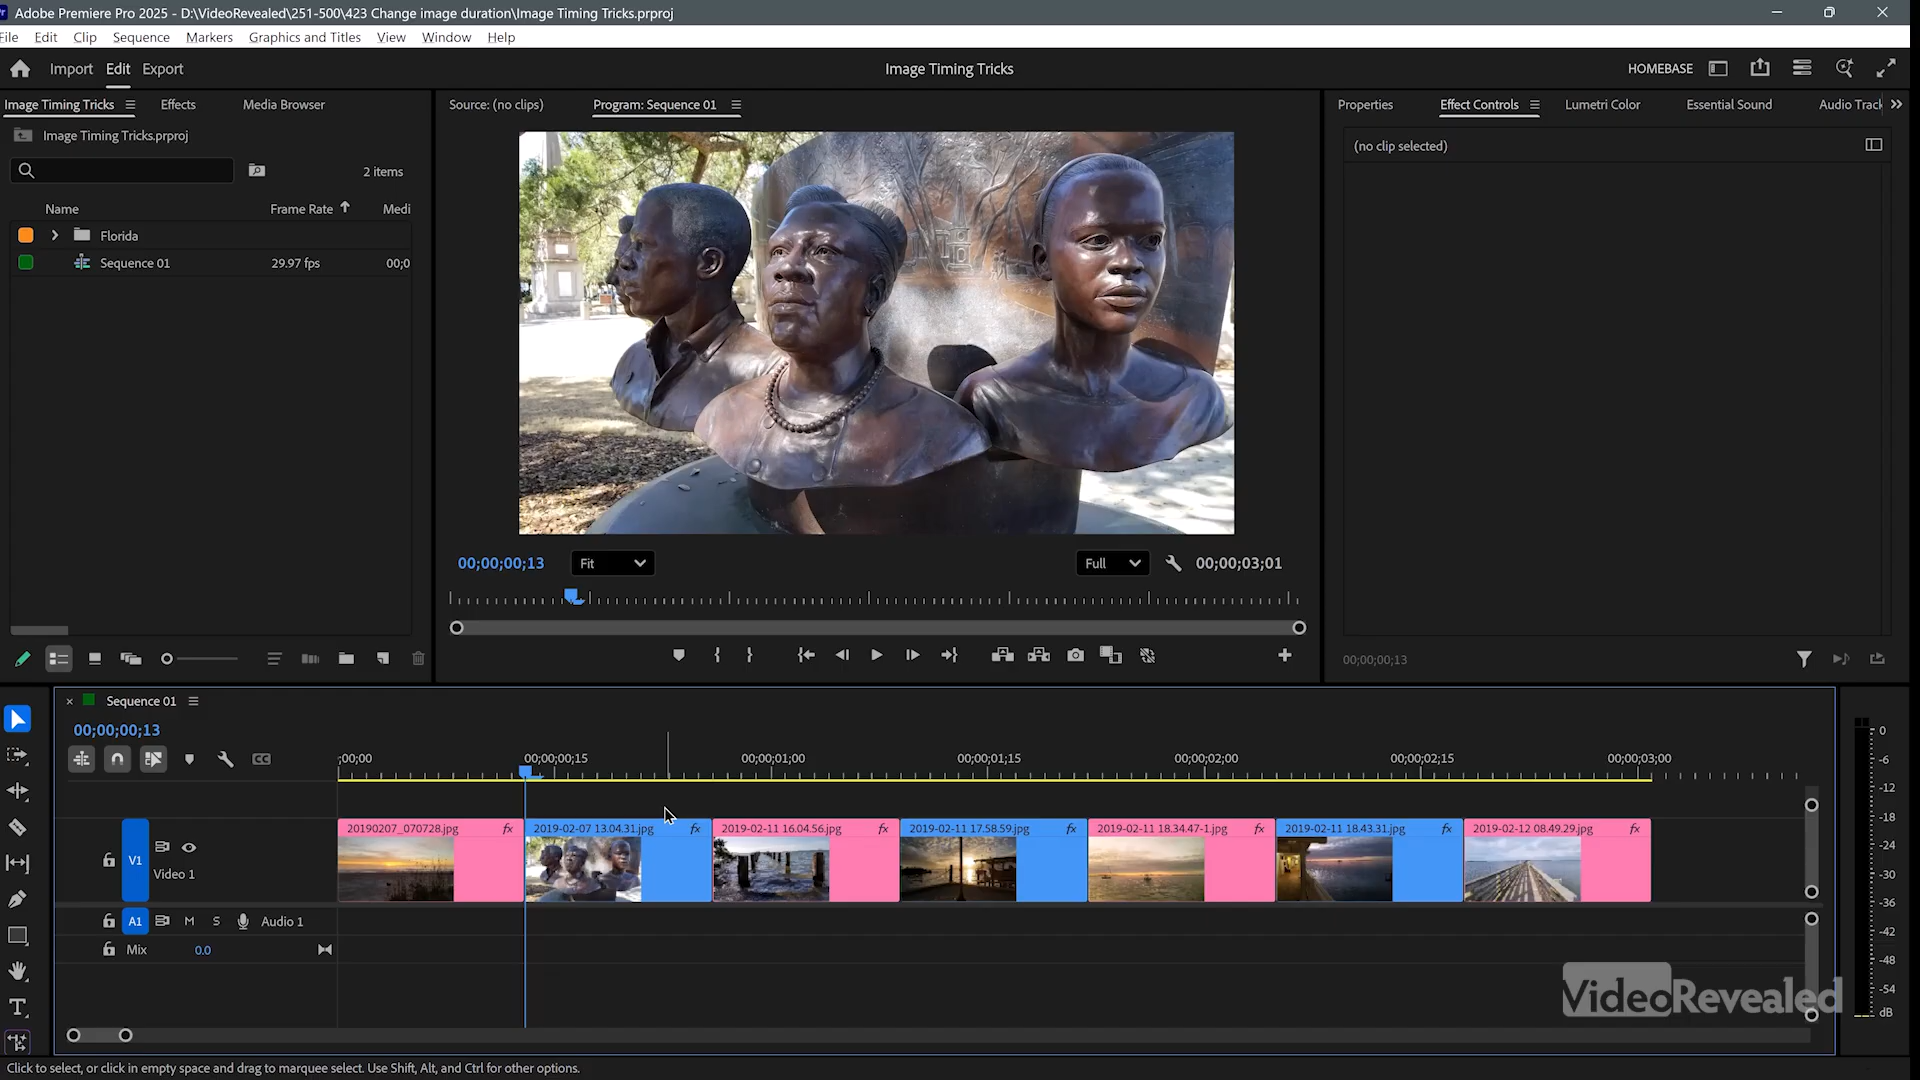 Adobe Premiere Pro 2025 - D:\VideoRevealed\251-500\423 Change image duration\Image Timing Tricks.prproj
File Edit Clip Sequence Markers Graphics and Titles View Window Help
Import Edit Export
Image Timing Tricks
HOMEBASE
Image Timing Tricks Effects Media Browser
Source: (no clips) Program: Sequence 01
Properties Effect Controls Lumetri Color Essential Sound Audio Track
Image Timing Tricks.prproj
(no clip selected)
2 items
Name Frame Rate Medi
Florida
Sequence 01 29.97 fps 00;0
00;00;00;13 Fit Full 00;00;03;01
00;00;00;13
Sequence 01
00;00;00;13
;00;00 00;00;00;15 00;00;01;00 00;00;01;15 00;00;02;00 00;00;02;15 00;00;03;00
CC
20190207_070728.jpg fx 2019-02-07 13.04.31.jpg fx 2019-02-11 16.04.56.jpg fx 2019-02-11 17.58.59.jpg fx 2019-02-11 18.34.47-1.jpg fx 2019-02-11 18.43.31.jpg fx 2019-02-12 08.49.29.jpg fx
V1 Video 1
A1 M S Audio 1
Mix 0.0
0
-6
-12
-18
-24
-30
-36
-42
-48
-54
dB
VideoRevealed
Click to select, or click in empty space and drag to marquee select. Use Shift, Alt, and Ctrl for other options.